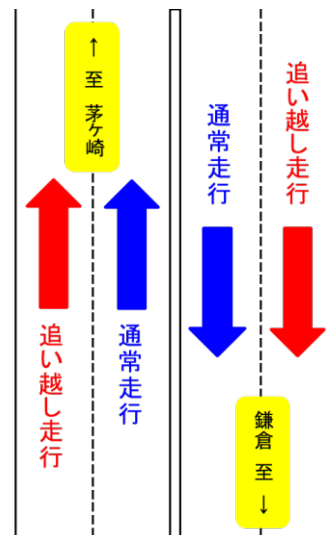 ↑ 至 茅ヶ崎
追い越し走行
通常走行
通常走行
追い越し走行
鎌倉 至 ↓